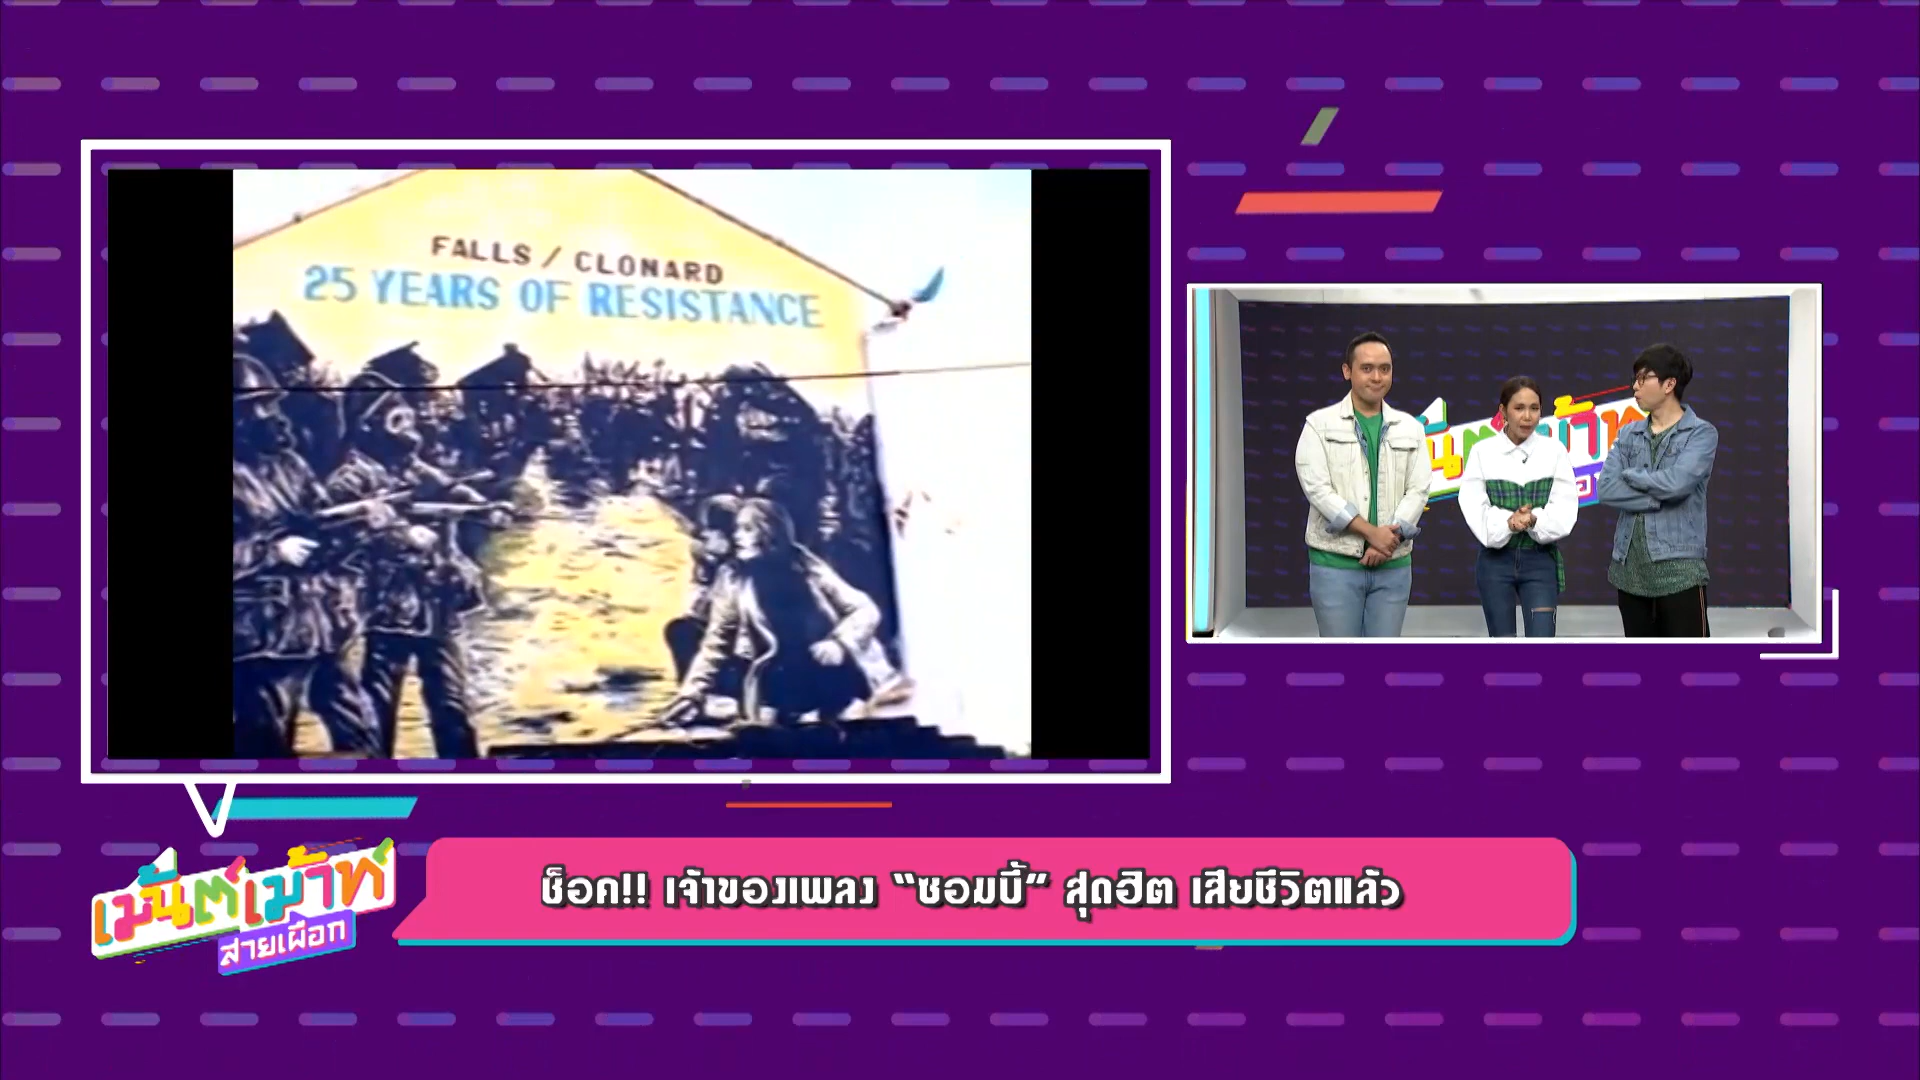 FALLS / CLONARD
25 YEARS OF RESISTANCE
เม้นต์เม้าท์
สายเผือก
ช็อค!! เจ้าของเพลง “ซอมบี้” สุดฮิต เสียชีวิตแล้ว